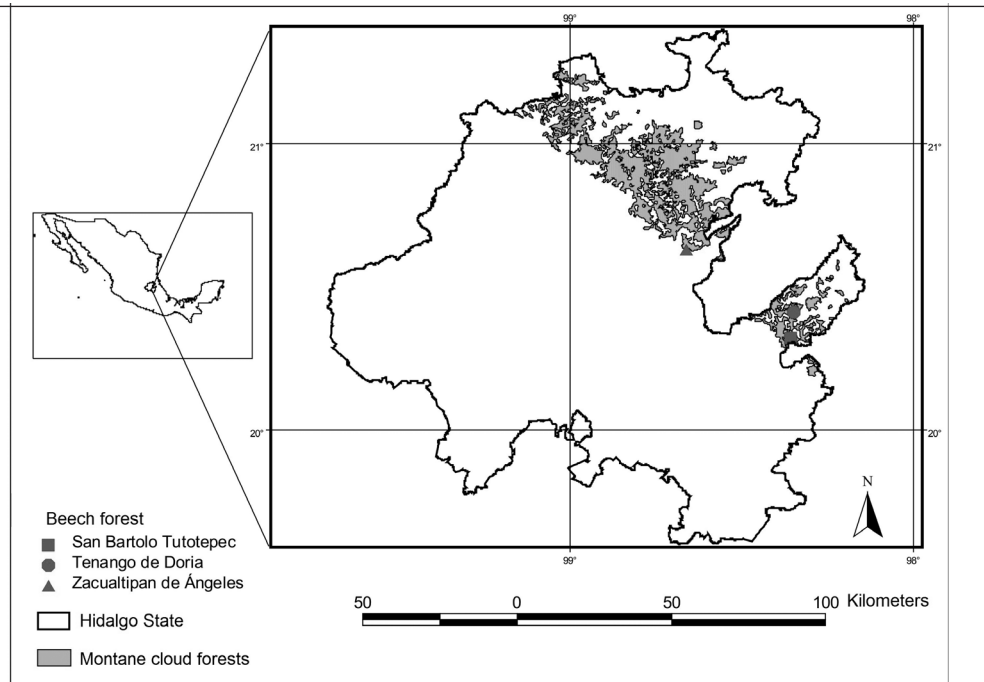 99° 98°
21° 21°
20° 20°
N
99° 98°
Beech forest
San Bartolo Tutotepec
Tenango de Doria
Zacualtipan de Ángeles
Hidalgo State
Montane cloud forests
50 0 50 100 Kilometers